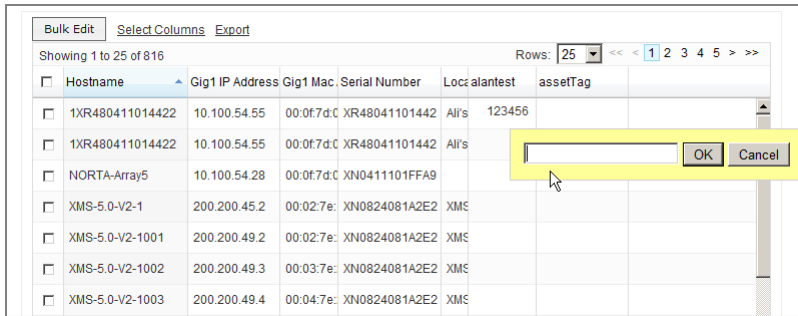 Bulk Edit Select Columns Export
Showing 1 to 25 of 816 Rows: 25 << < 1 2 3 4 5 > >>
Hostname Gig1 IP Address Gig1 Mac. Serial Number Loca alantest assetTag
1XR480411014422 10.100.54.55 00:0f:7d:0 XR48041101442 Ali's 123456
1XR480411014422 10.100.54.55 00:0f:7d:0 XR48041101442 Ali's OK Cancel
NORTA-Array5 10.100.54.28 00:0f:7d:0 XN0411101FFA9
XMS-5.0-V2-1 200.200.45.2 00:02:7e: XN0824081A2E2 XMS
XMS-5.0-V2-1001 200.200.49.2 00:02:7e: XN0824081A2E2 XMS
XMS-5.0-V2-1002 200.200.49.3 00:03:7e: XN0824081A2E2 XMS
XMS-5.0-V2-1003 200.200.49.4 00:04:7e: XN0824081A2E2 XMS